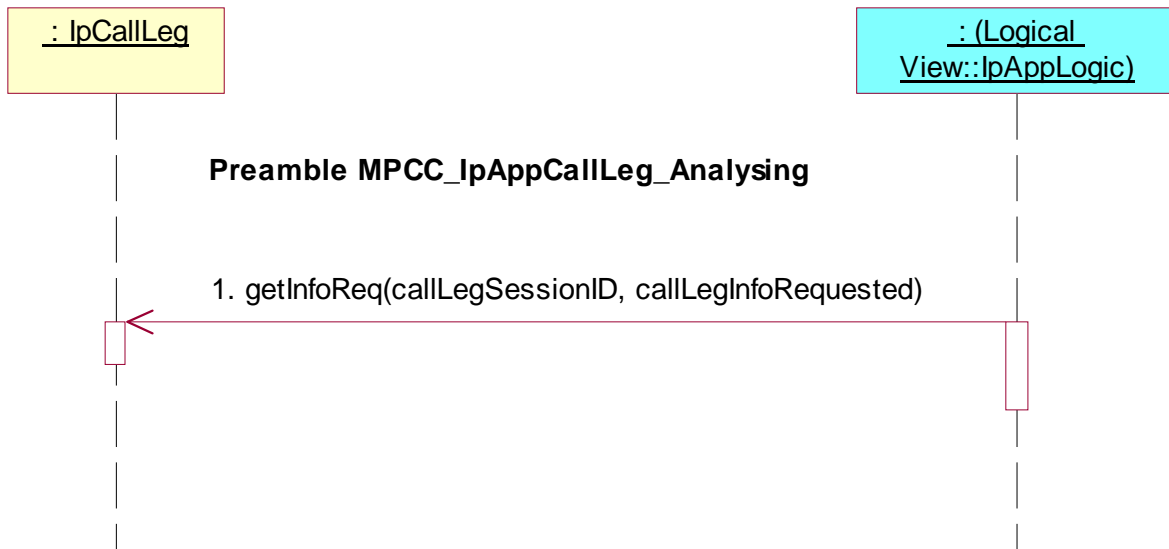 : IpCallLeg
: (Logical
View::IpAppLogic)
Preamble MPCC_IpAppCallLeg_Analysing
1. getInfoReq(callLegSessionID, callLegInfoRequested)